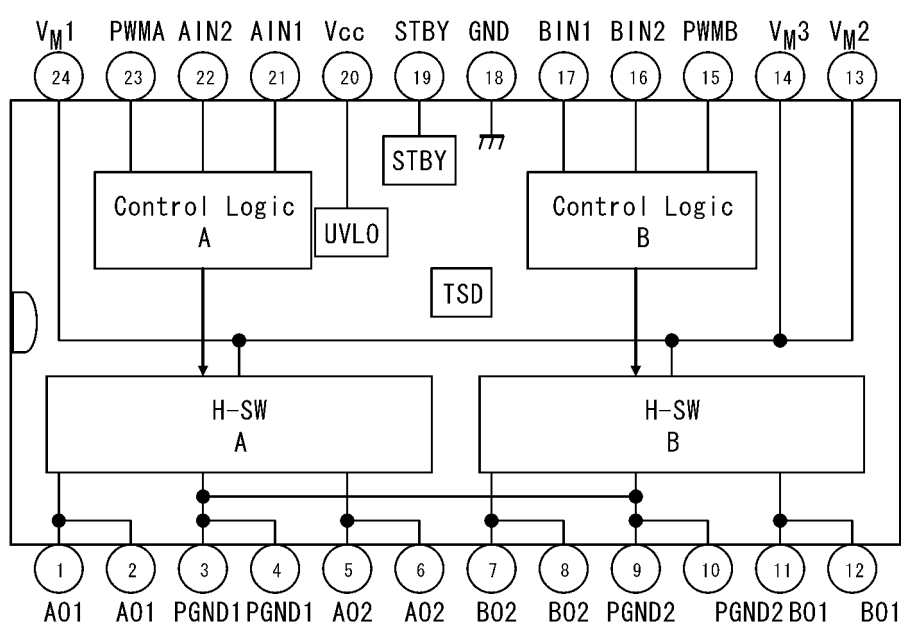 VM1 PWMA AIN2 AIN1 Vcc STBY GND BIN1 BIN2 PWMB VM3 VM2
24 23 22 21 20 19 18 17 16 15 14 13
STBY
Control Logic
A
UVLO
Control Logic
B
TSD
H-SW
A
H-SW
B
1 2 3 4 5 6 7 8 9 10 11 12
AO1 AO1 PGND1 PGND1 AO2 AO2 BO2 BO2 PGND2 PGND2 BO1 BO1